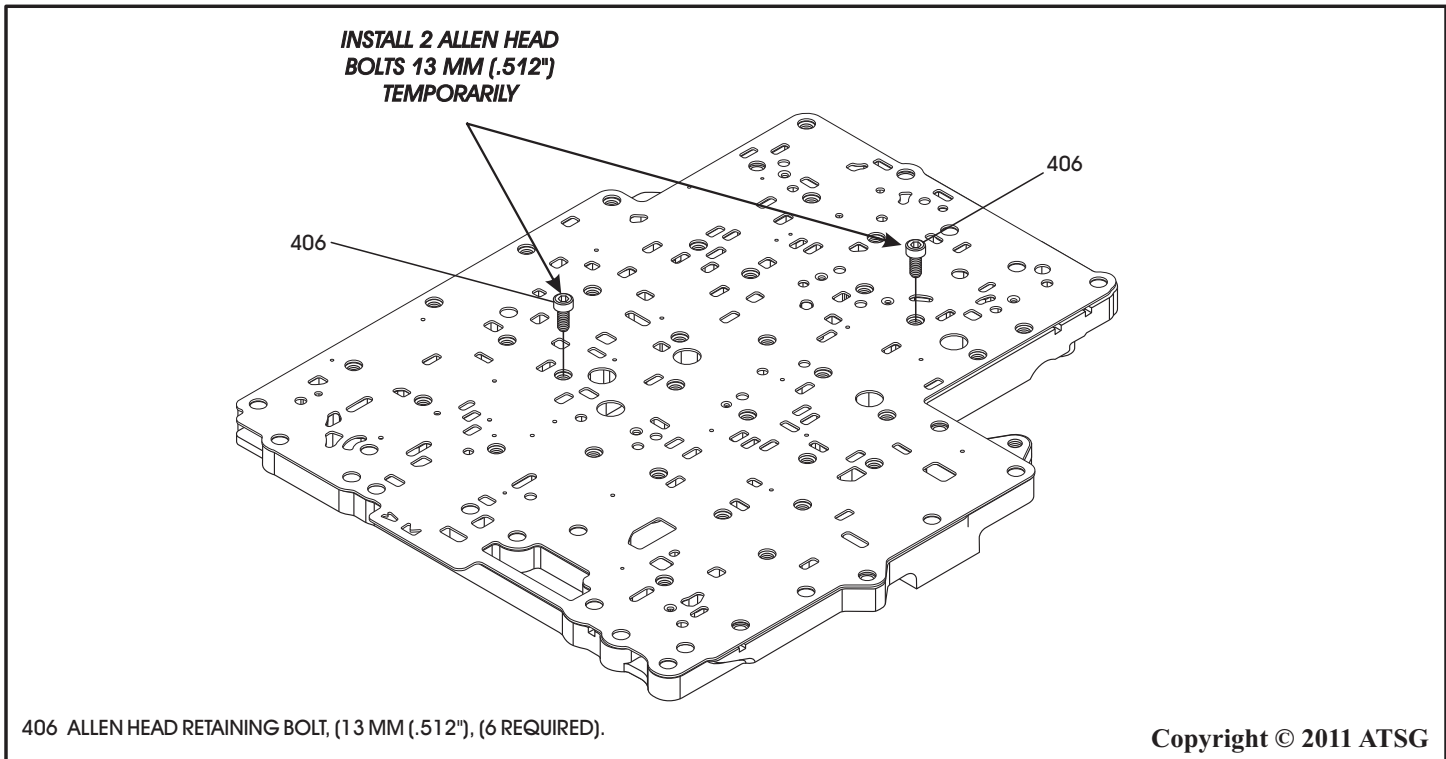 INSTALL 2 ALLEN HEAD
BOLTS 13 MM (.512")
TEMPORARILY
406
406
406 ALLEN HEAD RETAINING BOLT, (13 MM (.512"), (6 REQUIRED).
Copyright © 2011 ATSG